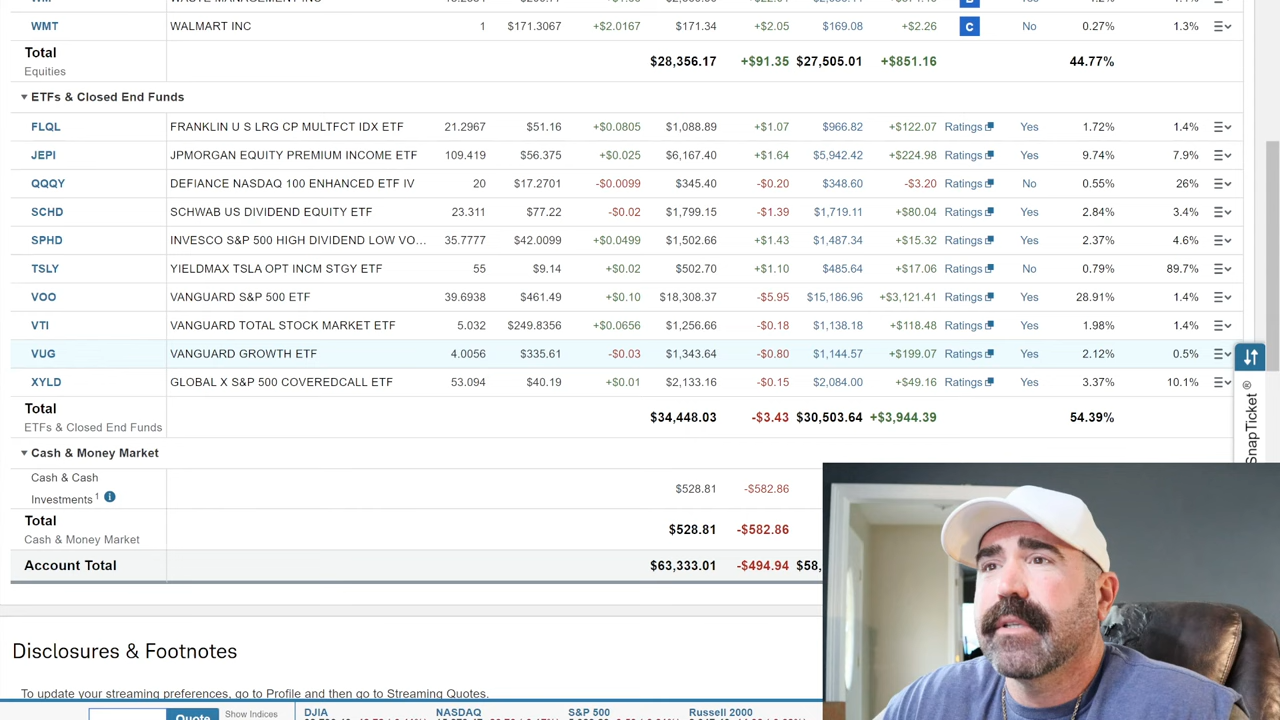 WMT WALMART INC 1 $171.3067 +$2.0167 $171.34 +$2.05 $169.08 +$2.26 C No 0.27% 1.3%
Total $28,356.17 +$91.35 $27,505.01 +$851.16 44.77%
Equities
ETFs & Closed End Funds
FLQL FRANKLIN U S LRG CP MULTFCT IDX ETF 21.2967 $51.16 +$0.0805 $1,088.89 +$1.07 $966.82 +$122.07 Ratings Yes 1.72% 1.4%
JEPI JPMORGAN EQUITY PREMIUM INCOME ETF 109.419 $56.375 +$0.025 $6,167.40 +$1.64 $5,942.42 +$224.98 Ratings Yes 9.74% 7.9%
QQQY DEFIANCE NASDAQ 100 ENHANCED ETF IV 20 $17.2701 -$0.0099 $345.40 -$0.20 $348.60 -$3.20 Ratings No 0.55% 26%
SCHD SCHWAB US DIVIDEND EQUITY ETF 23.311 $77.22 -$0.02 $1,799.15 -$1.39 $1,719.11 +$80.04 Ratings Yes 2.84% 3.4%
SPHD INVESCO S&P 500 HIGH DIVIDEND LOW VO... 35.7777 $42.0099 +$0.0499 $1,502.66 +$1.43 $1,487.34 +$15.32 Ratings Yes 2.37% 4.6%
TSLY YIELDMAX TSLA OPT INCM STGY ETF 55 $9.14 +$0.02 $502.70 +$1.10 $485.64 +$17.06 Ratings No 0.79% 89.7%
VOO VANGUARD S&P 500 ETF 39.6938 $461.49 +$0.10 $18,308.37 -$5.95 $15,186.96 +$3,121.41 Ratings Yes 28.91% 1.4%
VTI VANGUARD TOTAL STOCK MARKET ETF 5.032 $249.8356 +$0.0656 $1,256.66 -$0.18 $1,138.18 +$118.48 Ratings Yes 1.98% 1.4%
VUG VANGUARD GROWTH ETF 4.0056 $335.61 -$0.03 $1,343.64 -$0.80 $1,144.57 +$199.07 Ratings Yes 2.12% 0.5%
XYLD GLOBAL X S&P 500 COVEREDCALL ETF 53.094 $40.19 +$0.01 $2,133.16 -$0.15 $2,084.00 +$49.16 Ratings Yes 3.37% 10.1%
SnapTicket ®
Total $34,448.03 -$3.43 $30,503.64 +$3,944.39 54.39%
ETFs & Closed End Funds
Cash & Money Market
Cash & Cash
Investments 1 i $528.81 -$582.86
Total $528.81 -$582.86
Cash & Money Market
Account Total $63,333.01 -$494.94 $58,
Disclosures & Footnotes
To update your streaming preferences, go to Profile and then go to Streaming Quotes.
Quote Show Indices DJIA NASDAQ S&P 500 Russell 2000